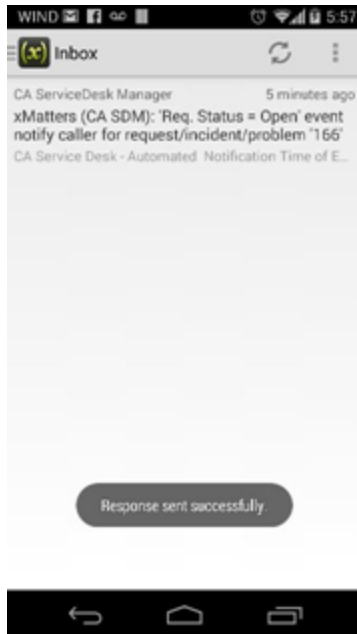 WIND 5:57
(x) Inbox
CA ServiceDesk Manager 5 minutes ago
xMatters (CA SDM): 'Req. Status = Open' event
notify caller for request/incident/problem '166'
CA Service Desk - Automated Notification Time of E...
Response sent successfully.